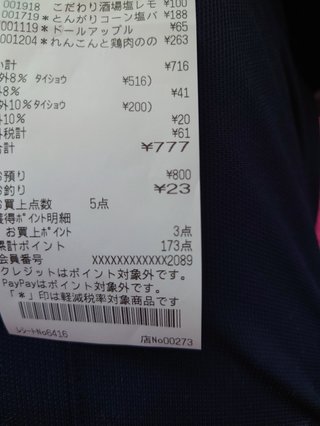 001918 こだわり酒場塩レモ ¥100
001719*とんがりコーン塩バ ¥188
001119*ドールアップル ¥65
001204*れんこんと鶏肉のの ¥263
計 ¥716
外8% タイショウ ¥516)
8% ¥41
外10%タイショウ ¥200)
10% ¥20
外税計 ¥61
合計 ¥777
お預り ¥800
お釣り ¥23
お買上点数 5点
獲得ポイント明細
お買上ポイント 3点
累計ポイント 173点
会員番号 XXXXXXXXXXXX2089
クレジットはポイント対象外です。
PayPayはポイント対象外です。
「*」印は軽減税率対象商品です
レシートNo6416 店No00273